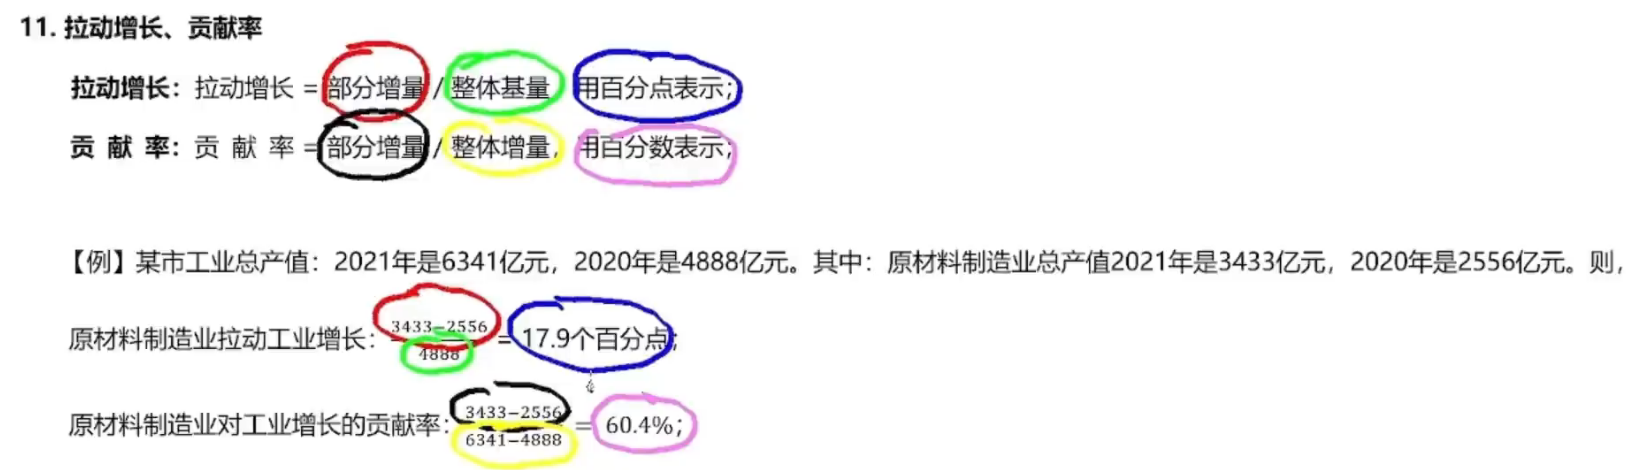 11. 拉动增长、贡献率
拉动增长：拉动增长 = 部分增量 / 整体基量 用百分点表示；
贡 献 率：贡 献 率 = 部分增量 / 整体增量，用百分数表示；
【例】某市工业总产值：2021年是6341亿元，2020年是4888亿元。其中：原材料制造业总产值2021年是3433亿元，2020年是2556亿元。则，
原材料制造业拉动工业增长：(3433−2556)/4888 = 17.9个百分点；
原材料制造业对工业增长的贡献率：(3433−2556)/(6341−4888) = 60.4%；